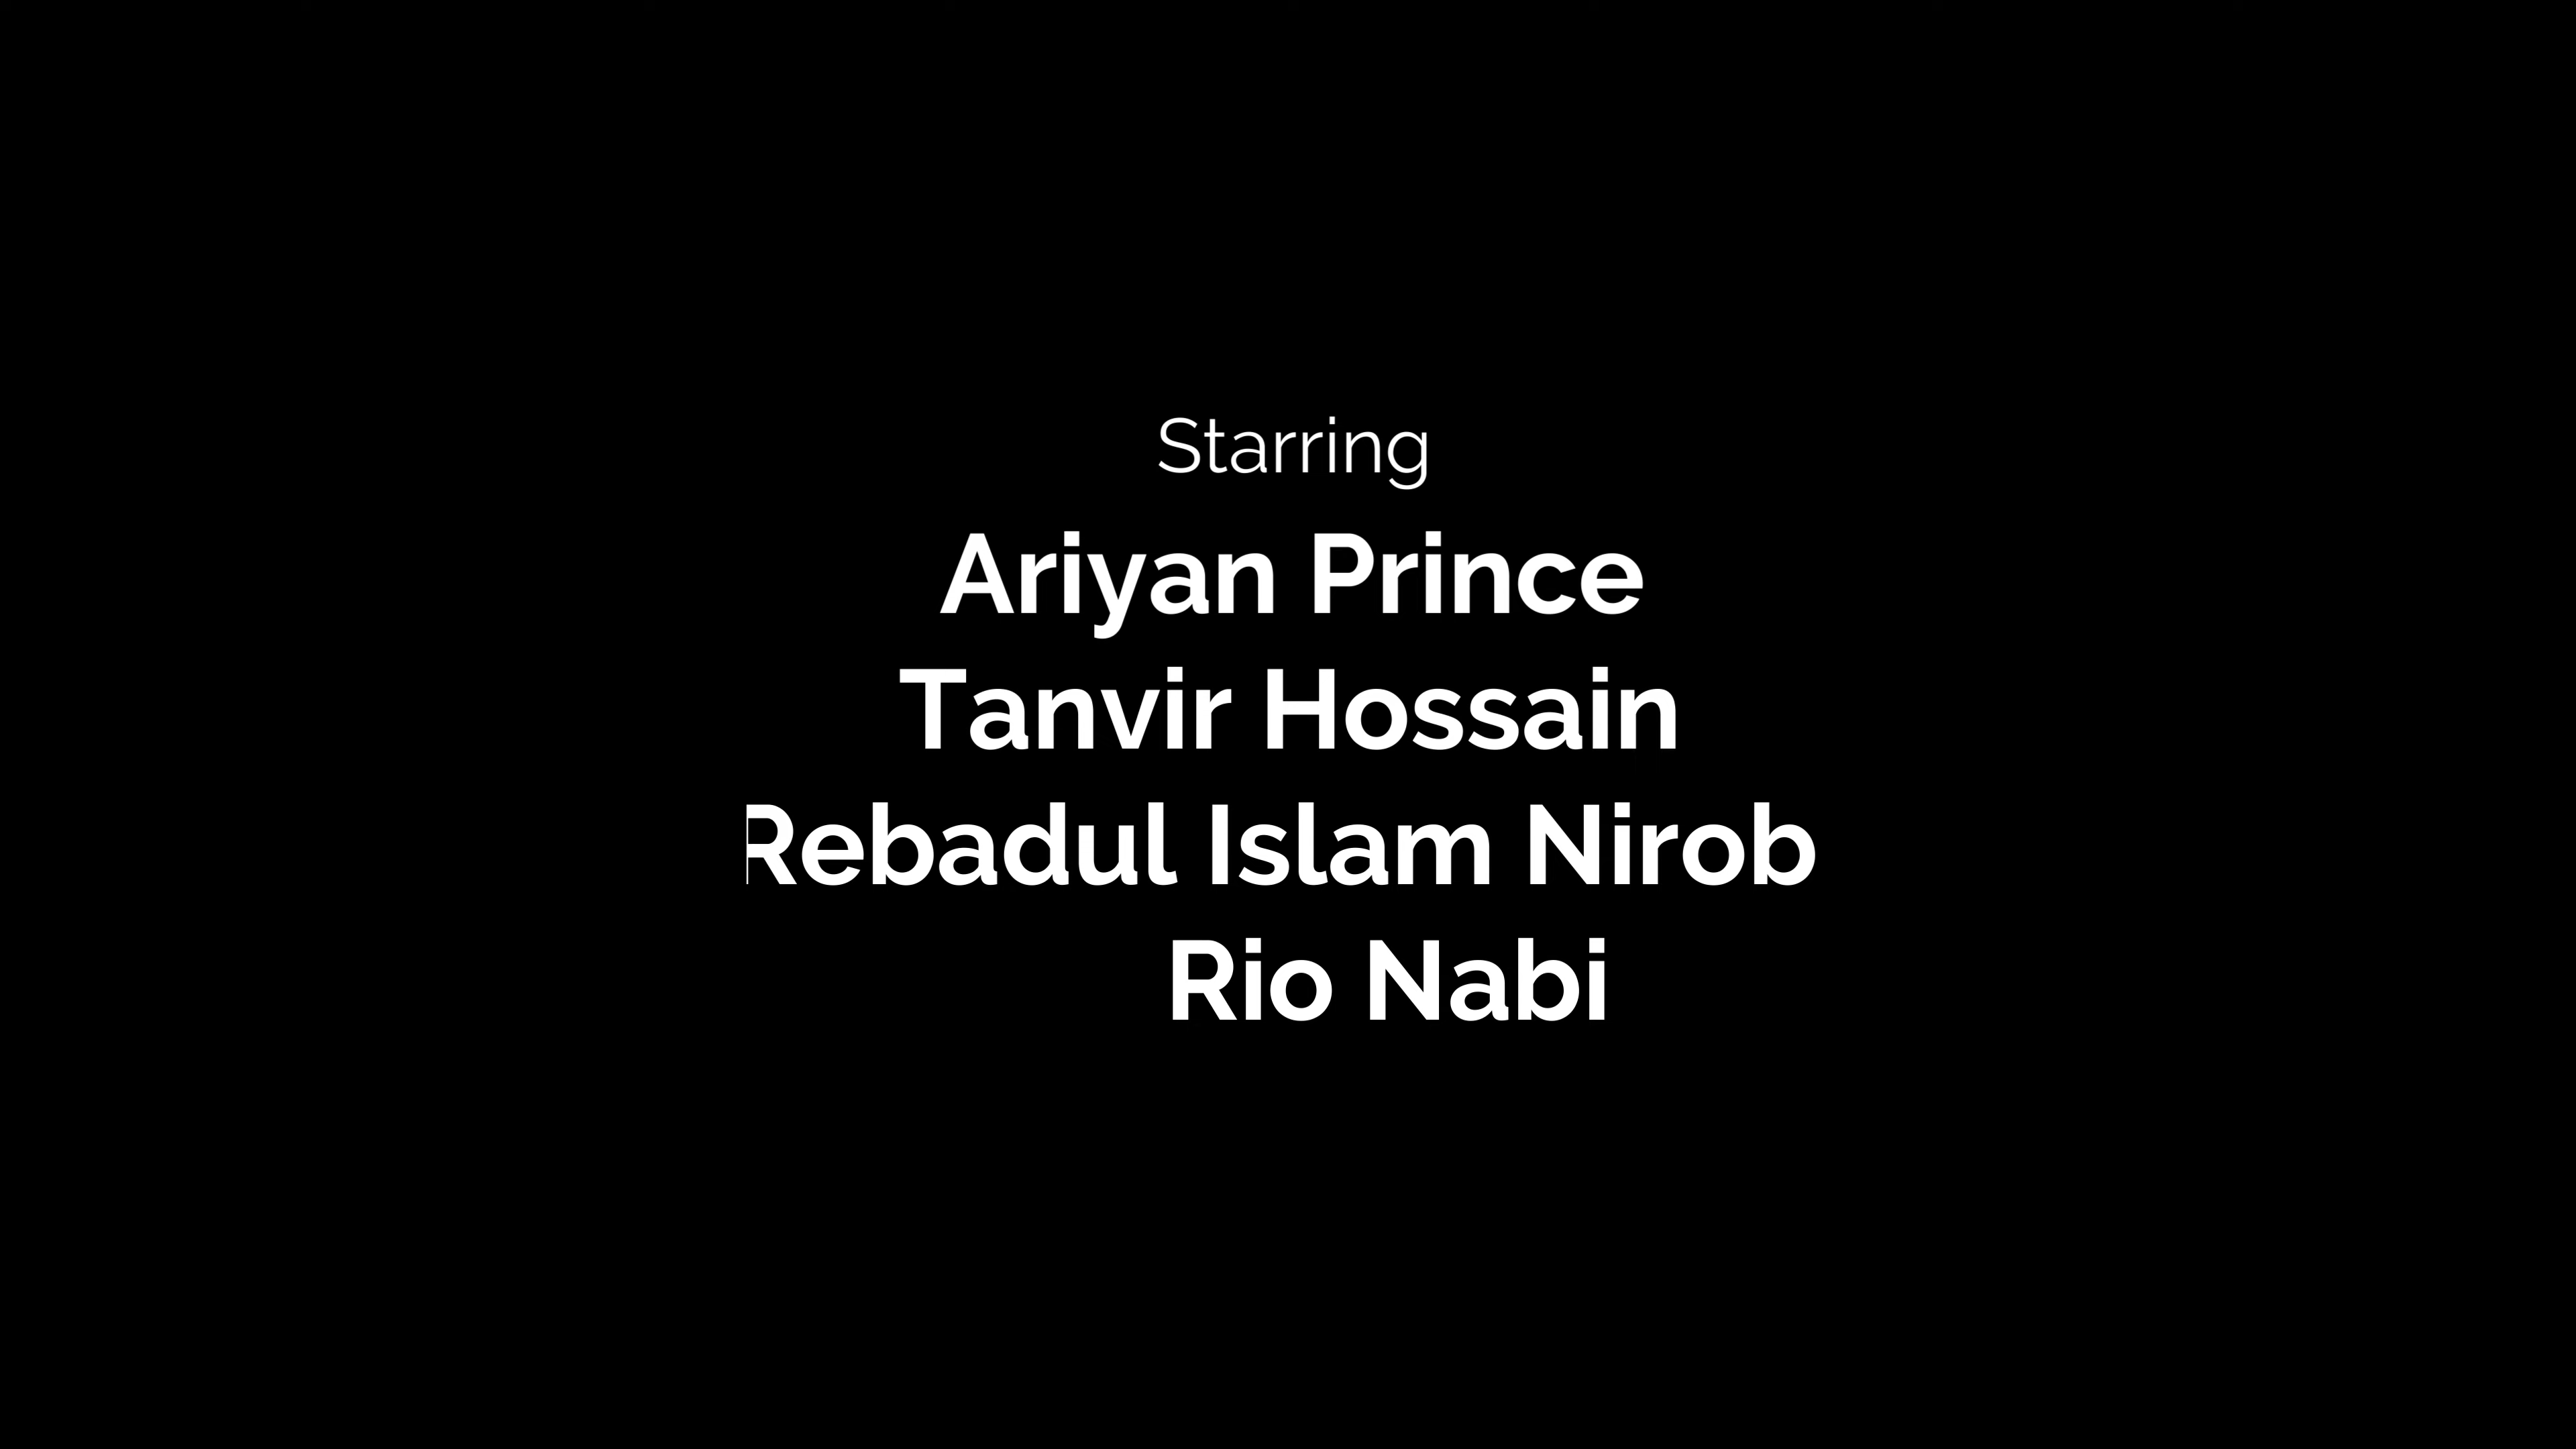 Starring
Ariyan Prince
Tanvir Hossain
Rebadul Islam Nirob
Rio Nabi